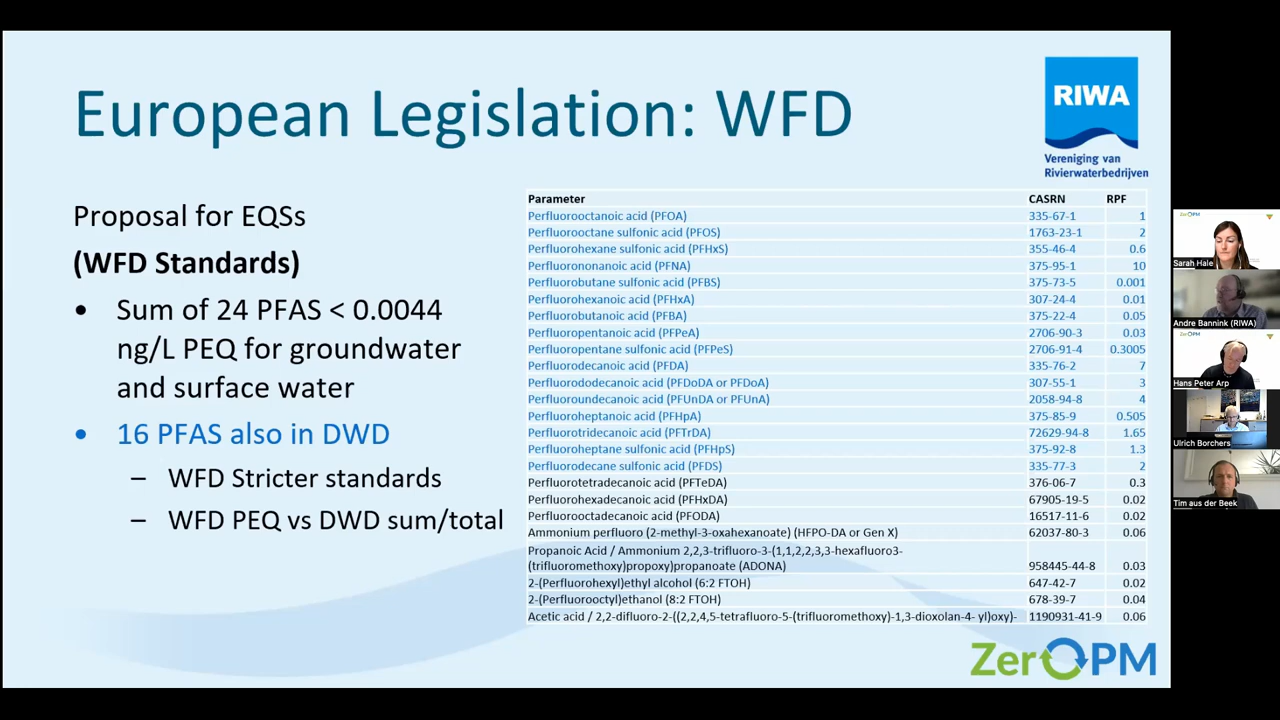 European Legislation: WFD
RIWA
Vereniging van
Rivierwaterbedrijven
Proposal for EQSs
(WFD Standards)
• Sum of 24 PFAS < 0.0044
ng/L PEQ for groundwater
and surface water
• 16 PFAS also in DWD
– WFD Stricter standards
– WFD PEQ vs DWD sum/total
Parameter CASRN RPF
Perfluorooctanoic acid (PFOA) 335-67-1 1
Perfluorooctane sulfonic acid (PFOS) 1763-23-1 2
Perfluorohexane sulfonic acid (PFHxS) 355-46-4 0.6
Perfluorononanoic acid (PFNA) 375-95-1 10
Perfluorobutane sulfonic acid (PFBS) 375-73-5 0.001
Perfluorohexanoic acid (PFHxA) 307-24-4 0.01
Perfluorobutanoic acid (PFBA) 375-22-4 0.05
Perfluoropentanoic acid (PFPeA) 2706-90-3 0.03
Perfluoropentane sulfonic acid (PFPeS) 2706-91-4 0.3005
Perfluorodecanoic acid (PFDA) 335-76-2 7
Perfluorododecanoic acid (PFDoDA or PFDoA) 307-55-1 3
Perfluoroundecanoic acid (PFUnDA or PFUnA) 2058-94-8 4
Perfluoroheptanoic acid (PFHpA) 375-85-9 0.505
Perfluorotridecanoic acid (PFTrDA) 72629-94-8 1.65
Perfluoroheptane sulfonic acid (PFHpS) 375-92-8 1.3
Perfluorodecane sulfonic acid (PFDS) 335-77-3 2
Perfluorotetradecanoic acid (PFTeDA) 376-06-7 0.3
Perfluorohexadecanoic acid (PFHxDA) 67905-19-5 0.02
Perfluorooctadecanoic acid (PFODA) 16517-11-6 0.02
Ammonium perfluoro (2-methyl-3-oxahexanoate) (HFPO-DA or Gen X) 62037-80-3 0.06
Propanoic Acid / Ammonium 2,2,3-trifluoro-3-(1,1,2,2,3,3-hexafluoro3-
(trifluoromethoxy)propoxy)propanoate (ADONA) 958445-44-8 0.03
2-(Perfluorohexyl)ethyl alcohol (6:2 FTOH) 647-42-7 0.02
2-(Perfluorooctyl)ethanol (8:2 FTOH) 678-39-7 0.04
Acetic acid / 2,2-difluoro-2-((2,2,4,5-tetrafluoro-5-(trifluoromethoxy)-1,3-dioxolan-4- yl)oxy)- 1190931-41-9 0.06
ZeroPM
ZeroPM
Sarah Hale
Andre Bannink (RIWA)
ZeroPM
Hans Peter Arp
Ulrich Borchers
Tim aus der Beek